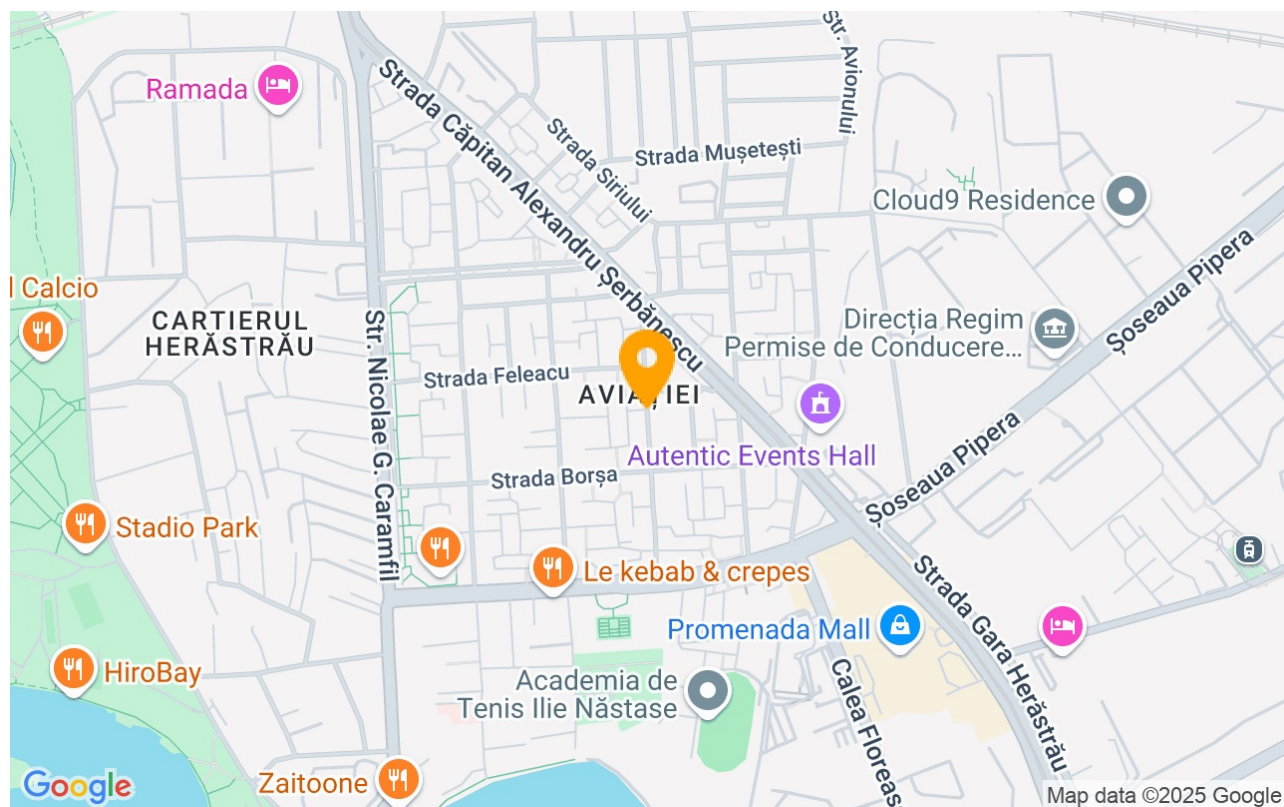 Ramada
Strada Căpitan Alexandru Șerbănescu
Str. Avionului
Strada Siriului
Strada Mușetești
Cloud9 Residence
Șoseaua Pipera
l Calcio
CARTIERUL
HERĂSTRĂU
Str. Nicolae G. Caramfil
Direcția Regim
Permise de Conducere...
Strada Feleacu
AVIAȚIEI
Autentic Events Hall
Strada Borșa
Șoseaua Pipera
Stadio Park
Le kebab & crepes
Strada Gara Herăstrău
Promenada Mall
HiroBay
Academia de
Tenis Ilie Năstase
Calea Floreas
Zaitoone
Google
Map data ©2025 Google